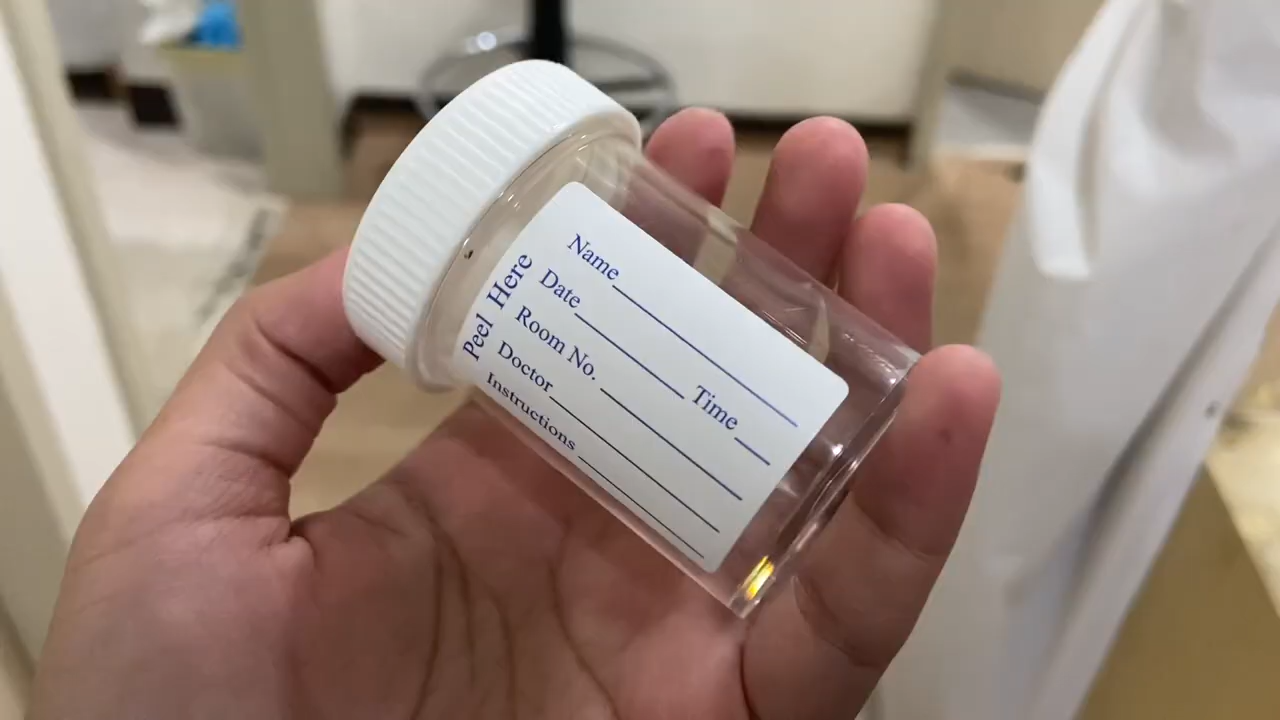 Peel Here
Name
Date Time
Room No.
Doctor
Instructions